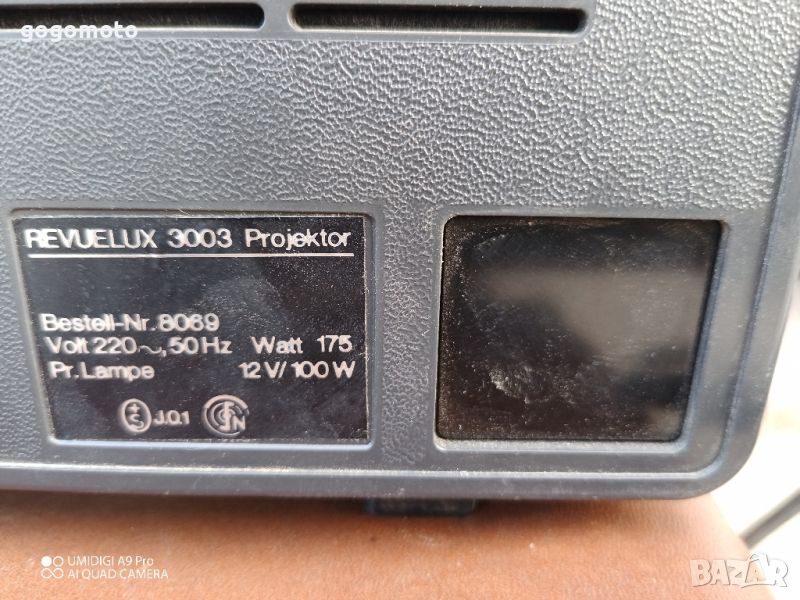 gogomoto
REVUELUX 3003 Projektor
Bestell-Nr. 8069
Volt 220~, 50 Hz Watt 175
Pr. Lampe 12 V/ 100 W
+S J.01
UMIDIGI A9 Pro
AI QUAD CAMERA
BAZAR